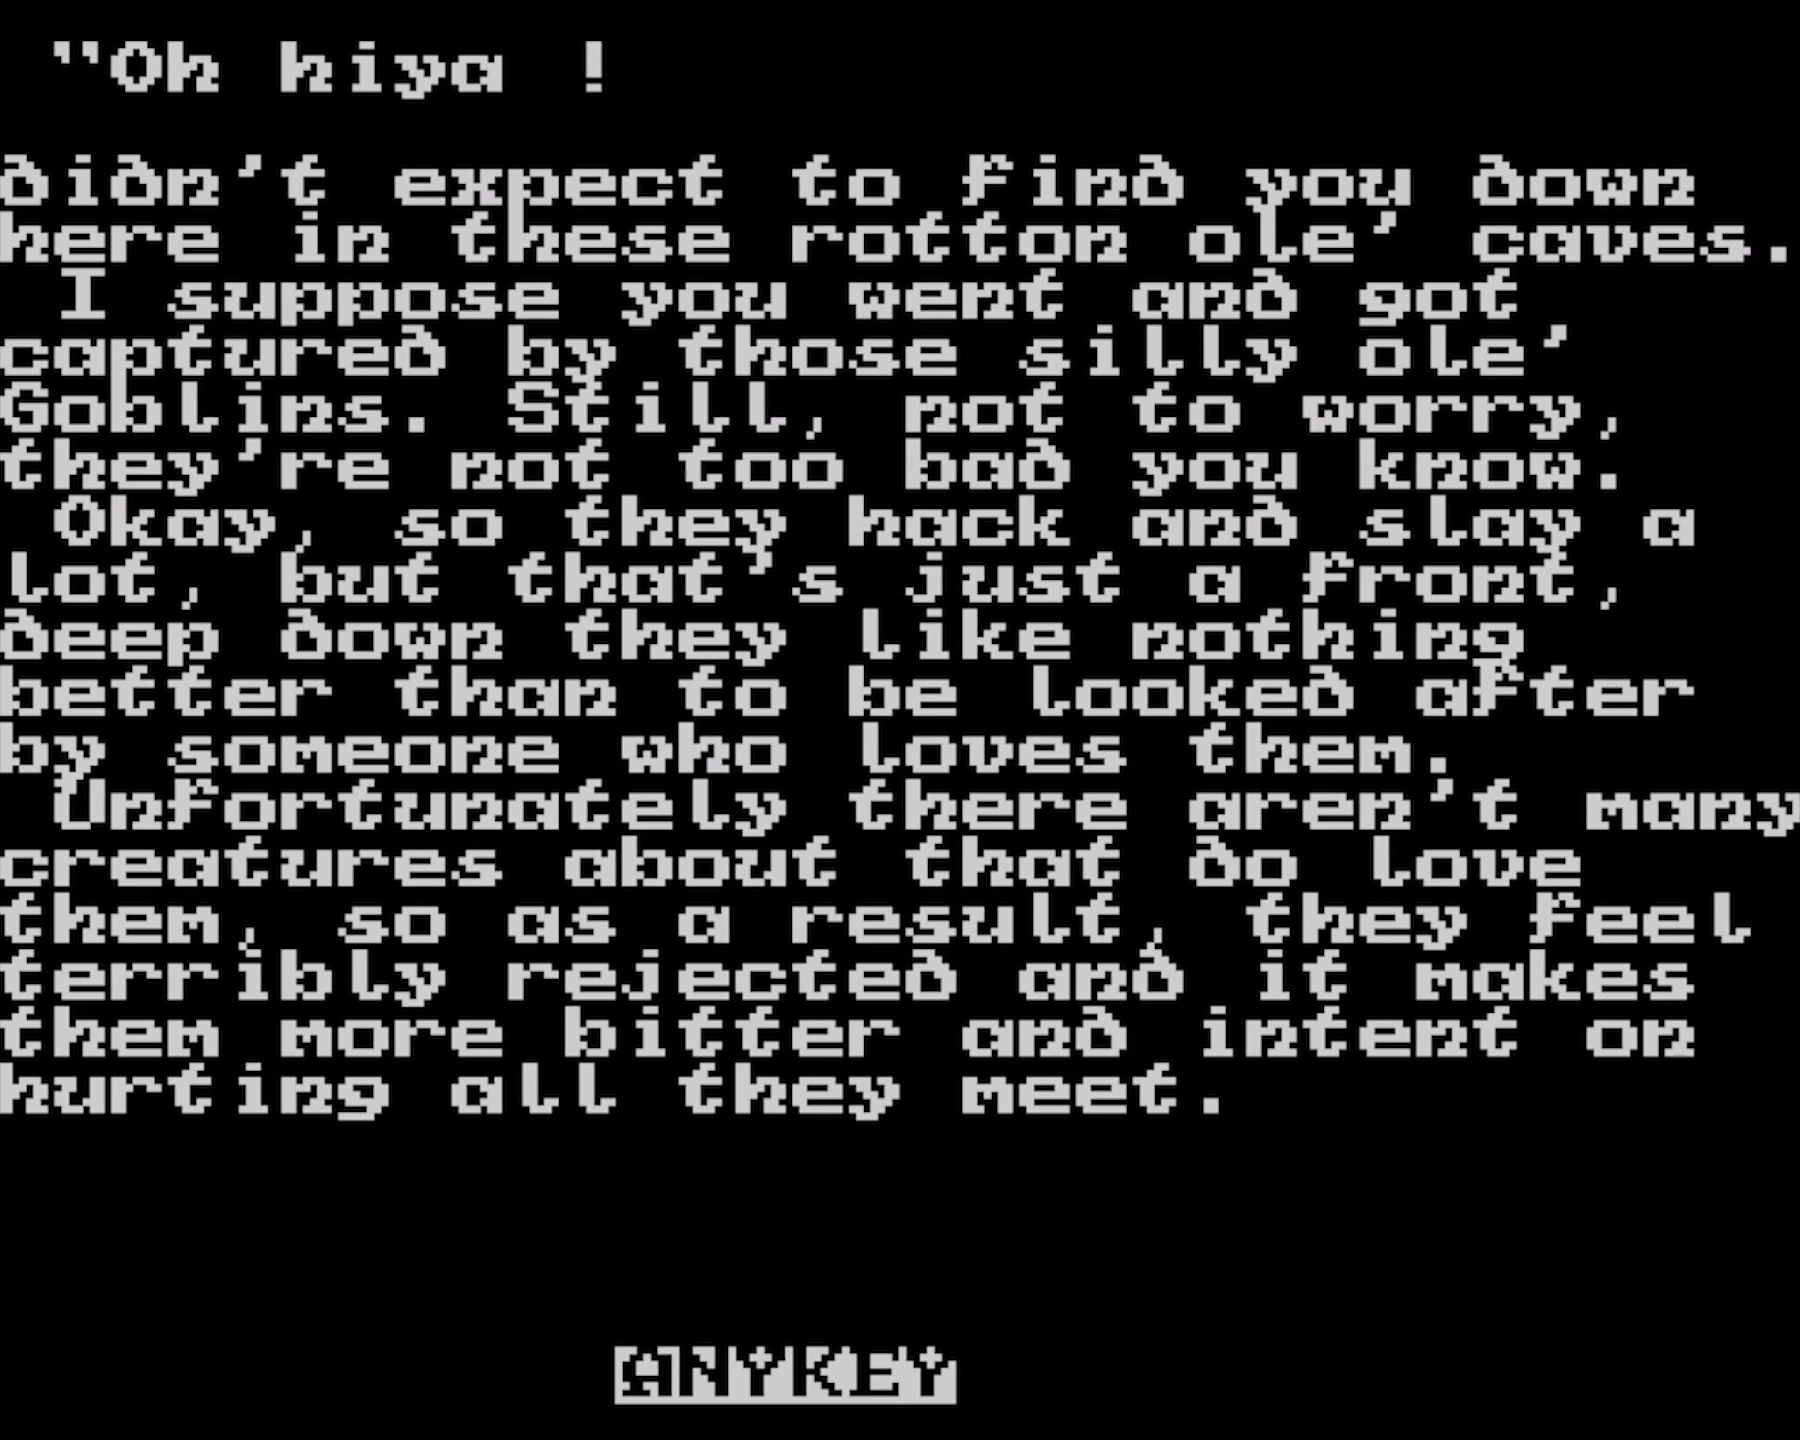 "Oh hiya !
didn't expect to find you down
here in these rotton ole' caves.
I suppose you went and got
captured by those silly ole'
Goblins. Still, not to worry,
they're not too bad you know.
Okay, so they hack and slay a
lot, but that's just a front,
deep down they like nothing
better than to be looked after
by someone who loves them.
Unfortunately there aren't many
creatures about that do love
them, so as a result, they feel
terribly rejected and it makes
them more bitter and intent on
hurting all they meet.
ANYKEY